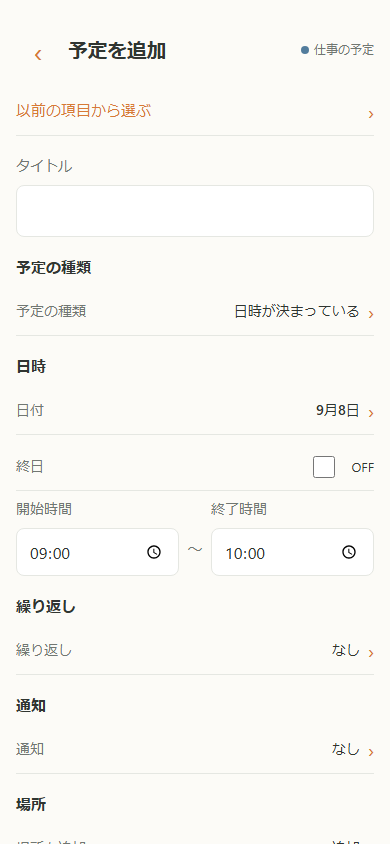 予定を追加
仕事の予定
以前の項目から選ぶ
タイトル
予定の種類
予定の種類 日時が決まっている
日時
日付 9月8日
終日 OFF
開始時間 終了時間
09:00 〜 10:00
繰り返し
繰り返し なし
通知
通知 なし
場所